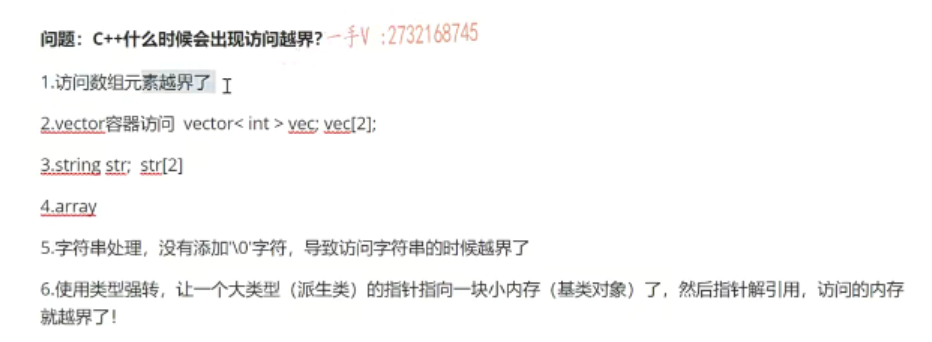 问题：C++什么时候会出现访问越界？一手V :2732168745
1.访问数组元素越界了
2.vector容器访问 vector< int > vec; vec[2];
3.string str; str[2]
4.array
5.字符串处理，没有添加'\0'字符，导致访问字符串的时候越界了
6.使用类型强转，让一个大类型（派生类）的指针指向一块小内存（基类对象）了，然后指针解引用，访问的内存
就越界了！